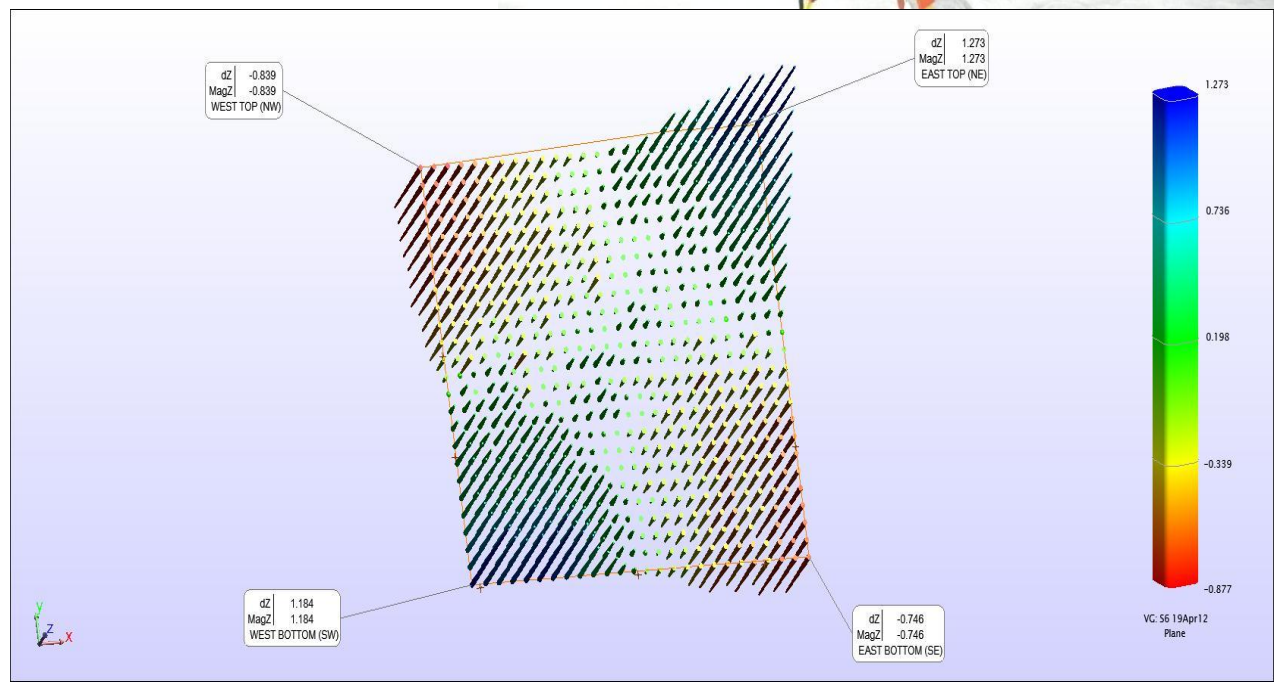 dZ 1.273
MagZ 1.273
EAST TOP (NE)
dZ -0.839
MagZ -0.839
WEST TOP (NW)
1.273
0.736
0.198
-0.339
-0.877
VG: S6 19Apr12
Plane
dZ 1.184
MagZ 1.184
WEST BOTTOM (SW)
dZ -0.746
MagZ -0.746
EAST BOTTOM (SE)
Y
Z
X